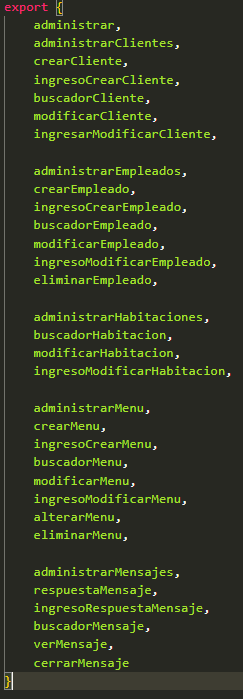 export {
administrar,
administrarClientes,
crearCliente,
ingresoCrearCliente,
buscadorCliente,
modificarCliente,
ingresarModificarCliente,
administrarEmpleados,
crearEmpleado,
ingresoCrearEmpleado,
buscadorEmpleado,
modificarEmpleado,
ingresoModificarEmpleado,
eliminarEmpleado,
administrarHabitaciones,
buscadorHabitacion,
modificarHabitacion,
ingresoModificarHabitacion,
administrarMenu,
crearMenu,
ingresoCrearMenu,
buscadorMenu,
modificarMenu,
ingresoModificarMenu,
alterarMenu,
eliminarMenu,
administrarMensajes,
respuestaMensaje,
ingresoRespuestaMensaje,
buscadorMensaje,
verMensaje,
cerrarMensaje
}